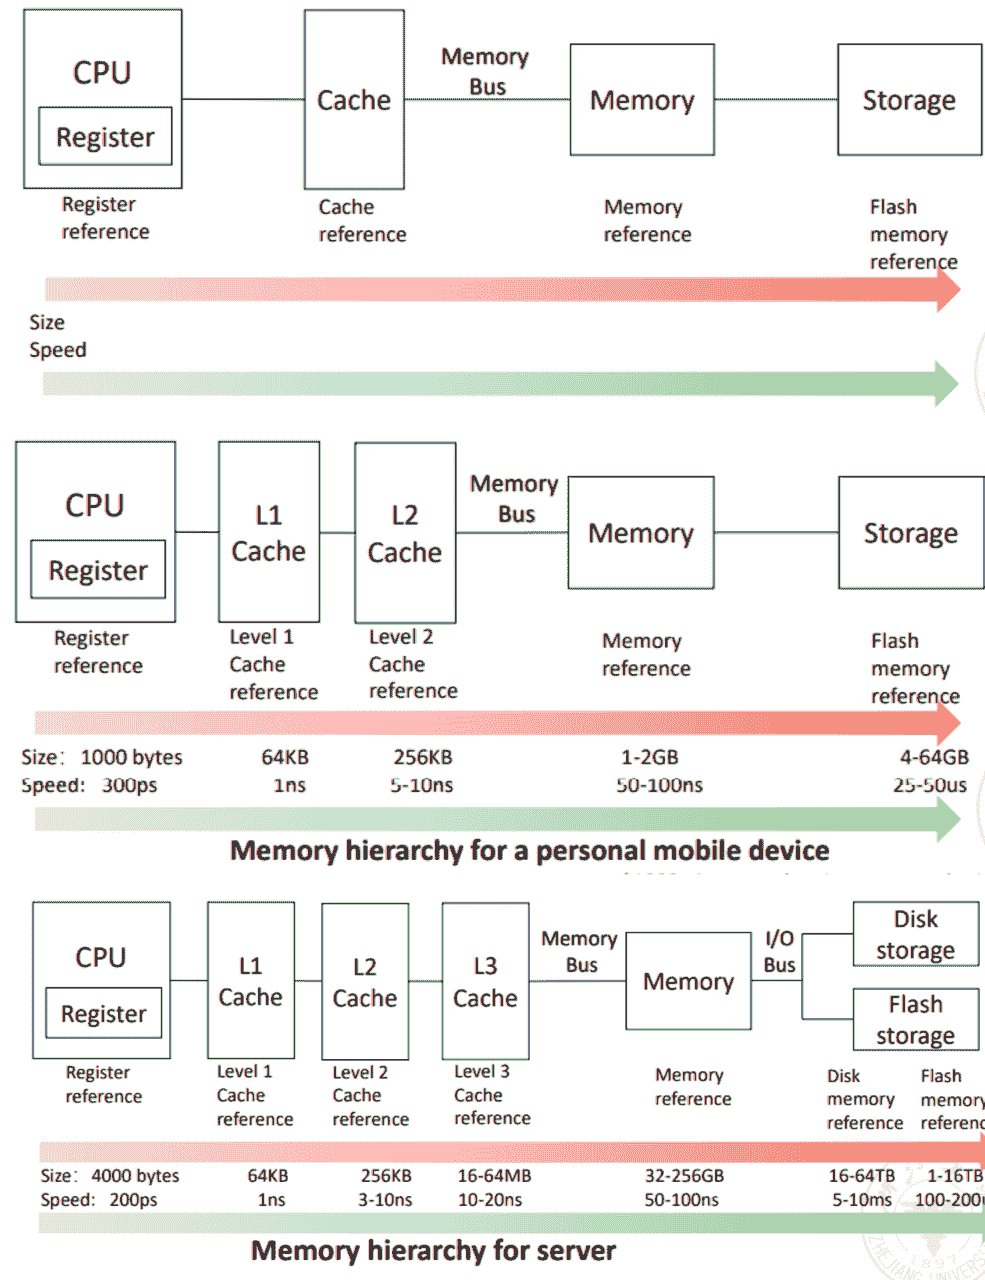 CPU
Register
Cache
Memory
Bus
Memory
Storage
Register
reference
Cache
reference
Memory
reference
Flash
memory
reference
Size
Speed
CPU
Register
L1
Cache
L2
Cache
Memory
Bus
Memory
Storage
Register
reference
Level 1
Cache
reference
Level 2
Cache
reference
Memory
reference
Flash
memory
reference
Size: 1000 bytes 64KB 256KB 1-2GB 4-64GB
Speed: 300ps 1ns 5-10ns 50-100ns 25-50us
Memory hierarchy for a personal mobile device
CPU
Register
L1
Cache
L2
Cache
L3
Cache
Memory
Bus
Memory
I/O
Bus
Disk
storage
Flash
storage
Register
reference
Level 1
Cache
reference
Level 2
Cache
reference
Level 3
Cache
reference
Memory
reference
Disk
memory
reference
Flash
memory
referenc
Size: 4000 bytes 64KB 256KB 16-64MB 32-256GB 16-64TB 1-16TB
Speed: 200ps 1ns 3-10ns 10-20ns 50-100ns 5-10ms 100-200u
Memory hierarchy for server
1897